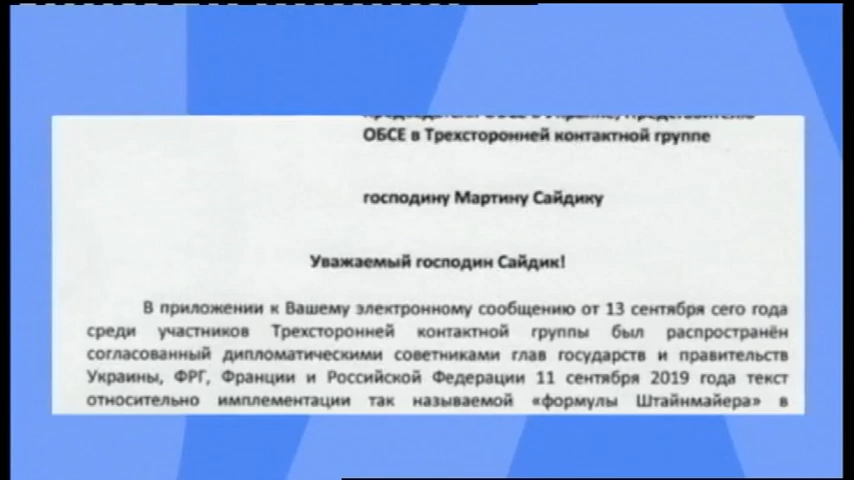 ОБСЕ в Трехсторонней контактной группе
господину Мартину Сайдику
Уважаемый господин Сайдик!
В приложении к Вашему электронному сообщению от 13 сентября сего года
среди участников Трехсторонней контактной группы был распространён
согласованный дипломатическими советниками глав государств и правительств
Украины, ФРГ, Франции и Российской Федерации 11 сентября 2019 года текст
относительно имплементации так называемой «формулы Штайнмайера» в